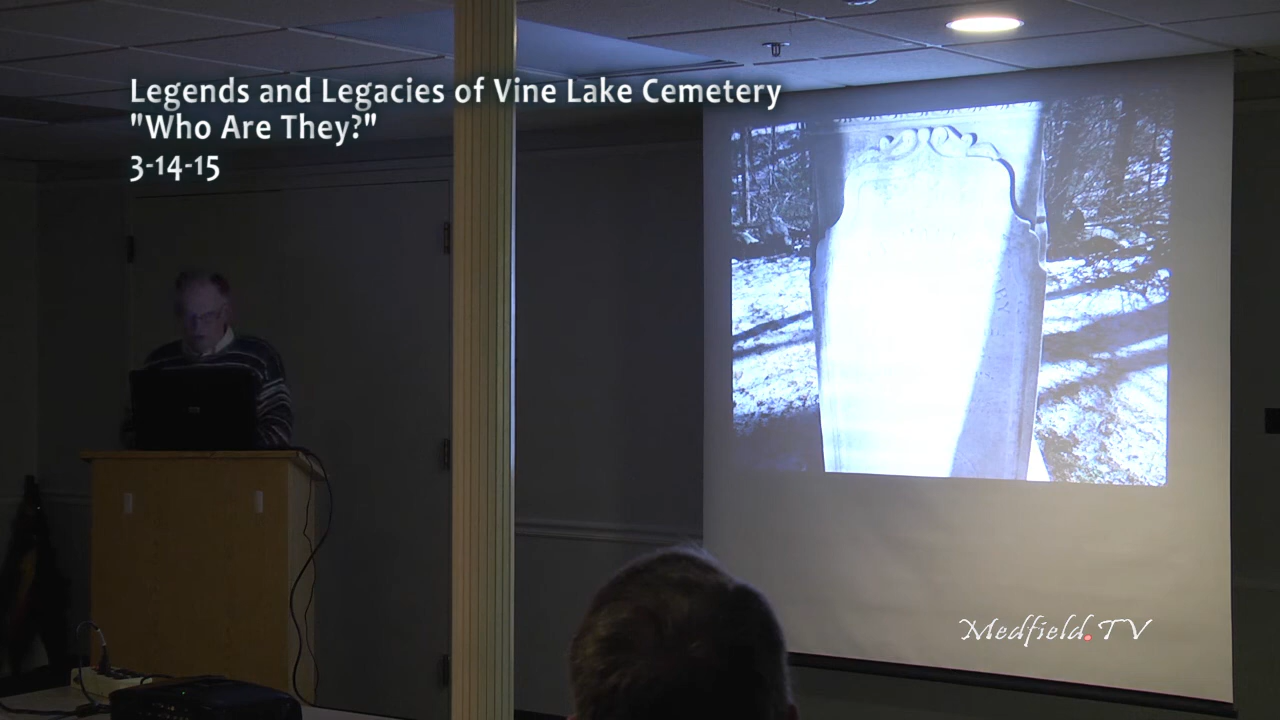 Legends and Legacies of Vine Lake Cemetery
"Who Are They?"
3-14-15
Medfield.TV